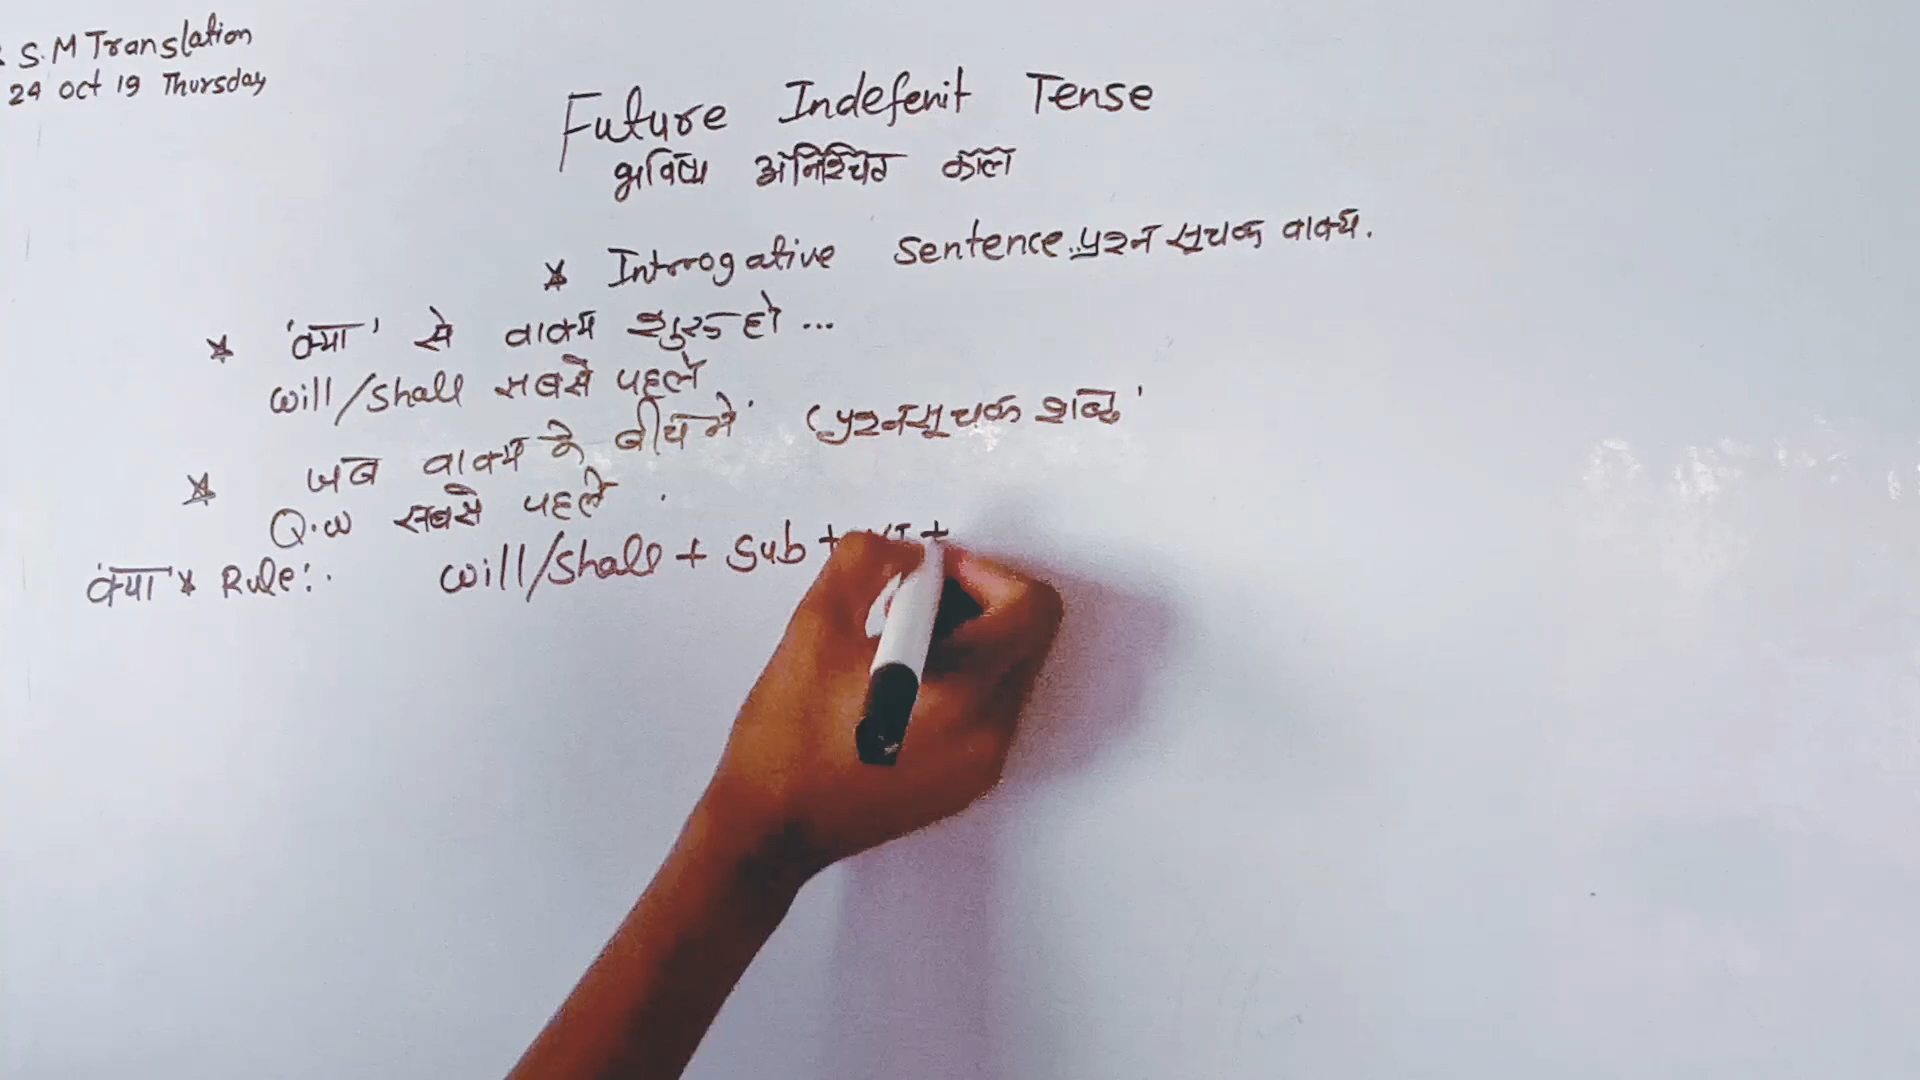 S.M Translation
24 Oct 19 Thursday
Future Indefenit Tense
भविष्य अनिश्चित काल
* Introgative Sentence. प्रश्न सूचक वाक्य.
* 'क्या' से वाक्य शुरू हो ...
will/shall सबसे पहले
* जब वाक्य के बीच में 'प्रश्नसूचक शब्द'
Q.w सबसे पहले .
क्या * Rule:. will/shall + Sub + +